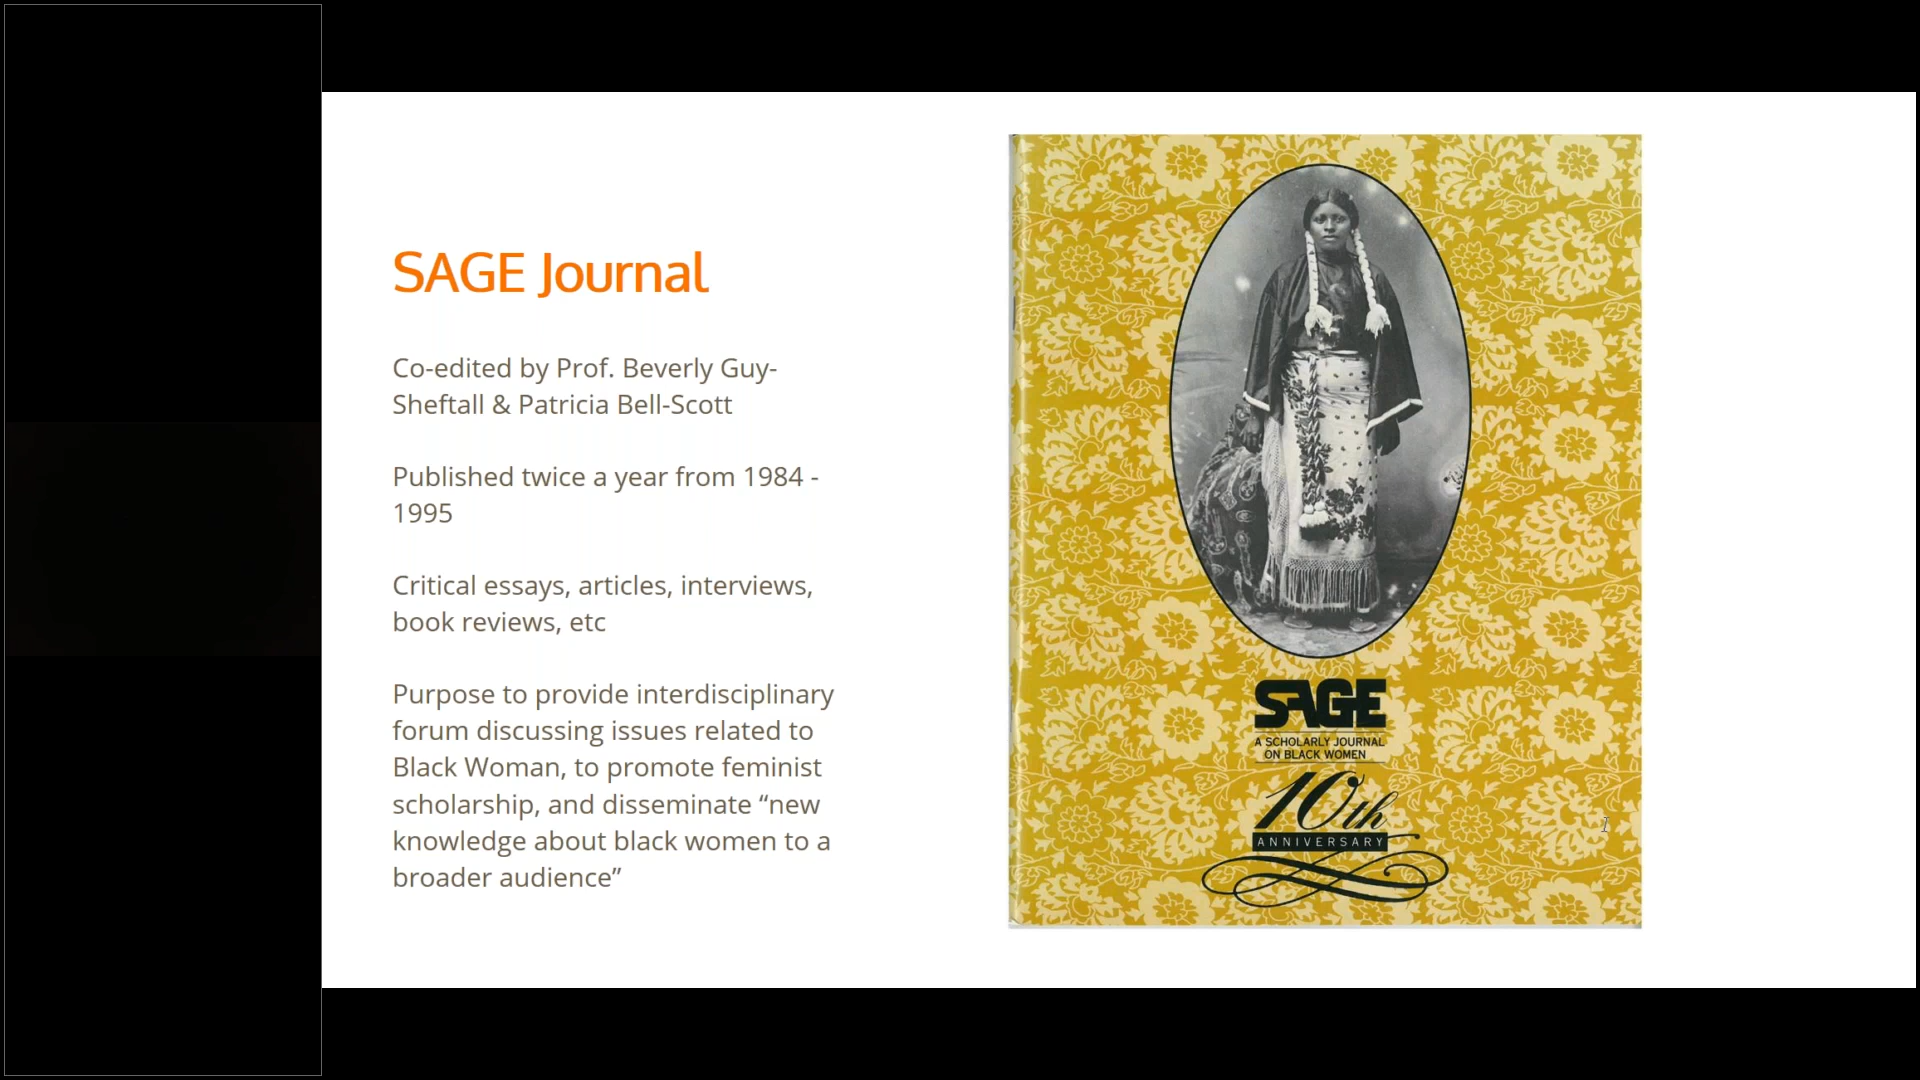 SAGE Journal
Co-edited by Prof. Beverly Guy-
Sheftall & Patricia Bell-Scott
Published twice a year from 1984 -
1995
Critical essays, articles, interviews,
book reviews, etc
Purpose to provide interdisciplinary
forum discussing issues related to
Black Woman, to promote feminist
scholarship, and disseminate “new
knowledge about black women to a
broader audience”
SAGE
A SCHOLARLY JOURNAL
ON BLACK WOMEN
10th
ANNIVERSARY